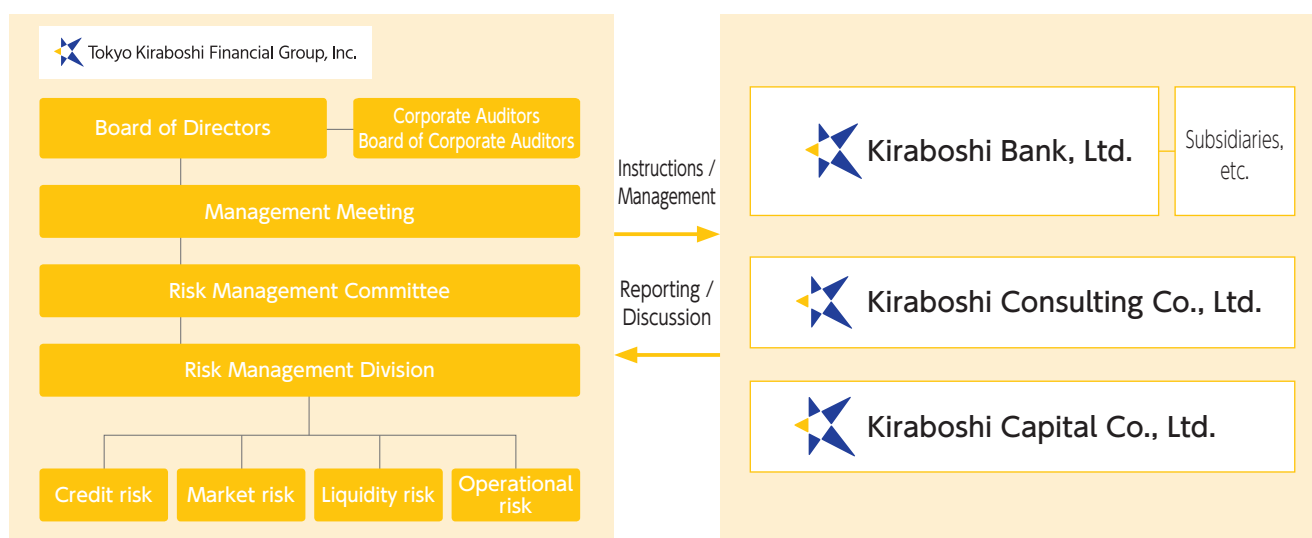 Tokyo Kiraboshi Financial Group, Inc.
Board of Directors
Corporate Auditors
Board of Corporate Auditors
Management Meeting
Risk Management Committee
Risk Management Division
Credit risk
Market risk
Liquidity risk
Operational
risk
Instructions /
Management
Reporting /
Discussion
Kiraboshi Bank, Ltd.
Subsidiaries,
etc.
Kiraboshi Consulting Co., Ltd.
Kiraboshi Capital Co., Ltd.